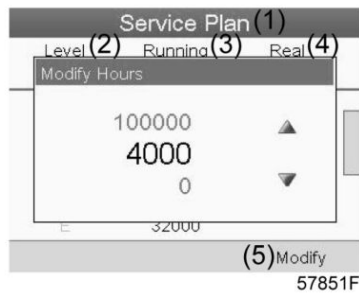 Service Plan (1)
Level (2) Running (3) Real (4)
Modify Hours
100000
4000
0
E 32000
(5) Modify
57851F